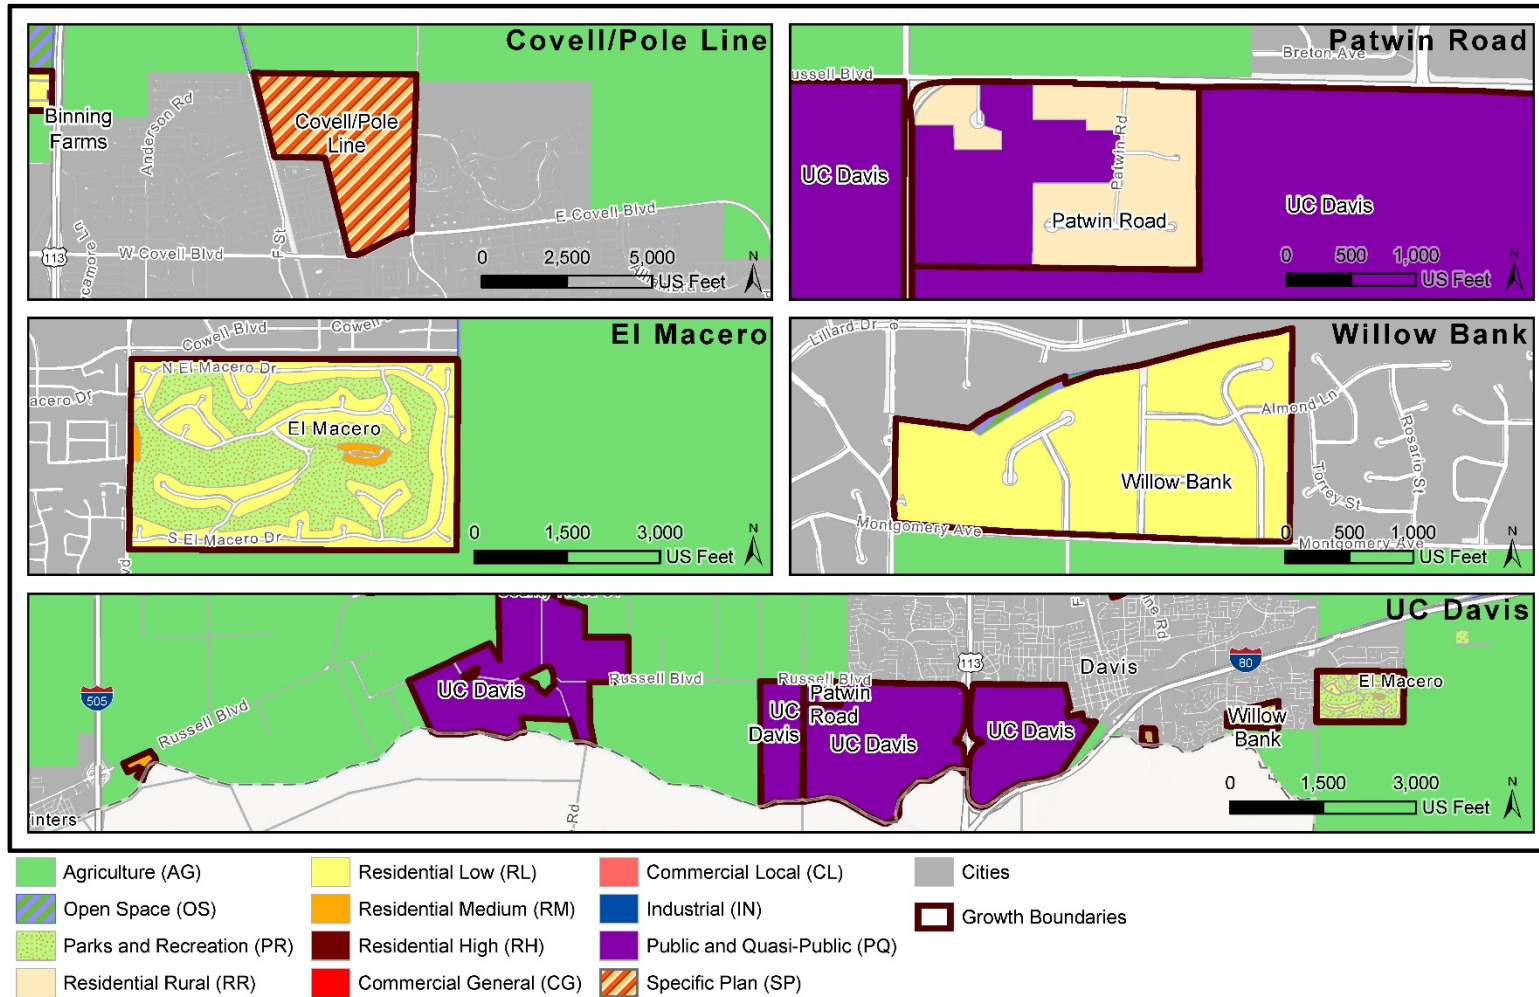 Covell/Pole Line
Binning
Farms
Anderson Rd
Covell/Pole
Line
F St
E Covell Blvd
W Covell Blvd
113
0 2,500 5,000
US Feet
N
Patwin Road
Breton Ave
ussell Blvd
UC Davis
Patwin Rd
Patwin Road
UC Davis
0 500 1,000
US Feet
N
El Macero
Cowell Blvd
Cowell
N El Macero Dr
acero Dr
El Macero
S El Macero Dr
0 1,500 3,000
US Feet
N
Willow Bank
Lillard Dr
Almond Ln
Rosario St
Torrey St
Willow Bank
Montgomery Ave
Montgomery Ave
0 500 1,000
US Feet
N
UC Davis
505
Russell Blvd
inters
UC Davis
Russell Blvd
Russell Blvd
Patwin
Road
UC
Davis
UC Davis
113
UC Davis
Davis
80
El Macero
Willow
Bank
0 1,500 3,000
US Feet
N
Agriculture (AG)
Open Space (OS)
Parks and Recreation (PR)
Residential Rural (RR)
Residential Low (RL)
Residential Medium (RM)
Residential High (RH)
Commercial General (CG)
Commercial Local (CL)
Industrial (IN)
Public and Quasi-Public (PQ)
Specific Plan (SP)
Cities
Growth Boundaries